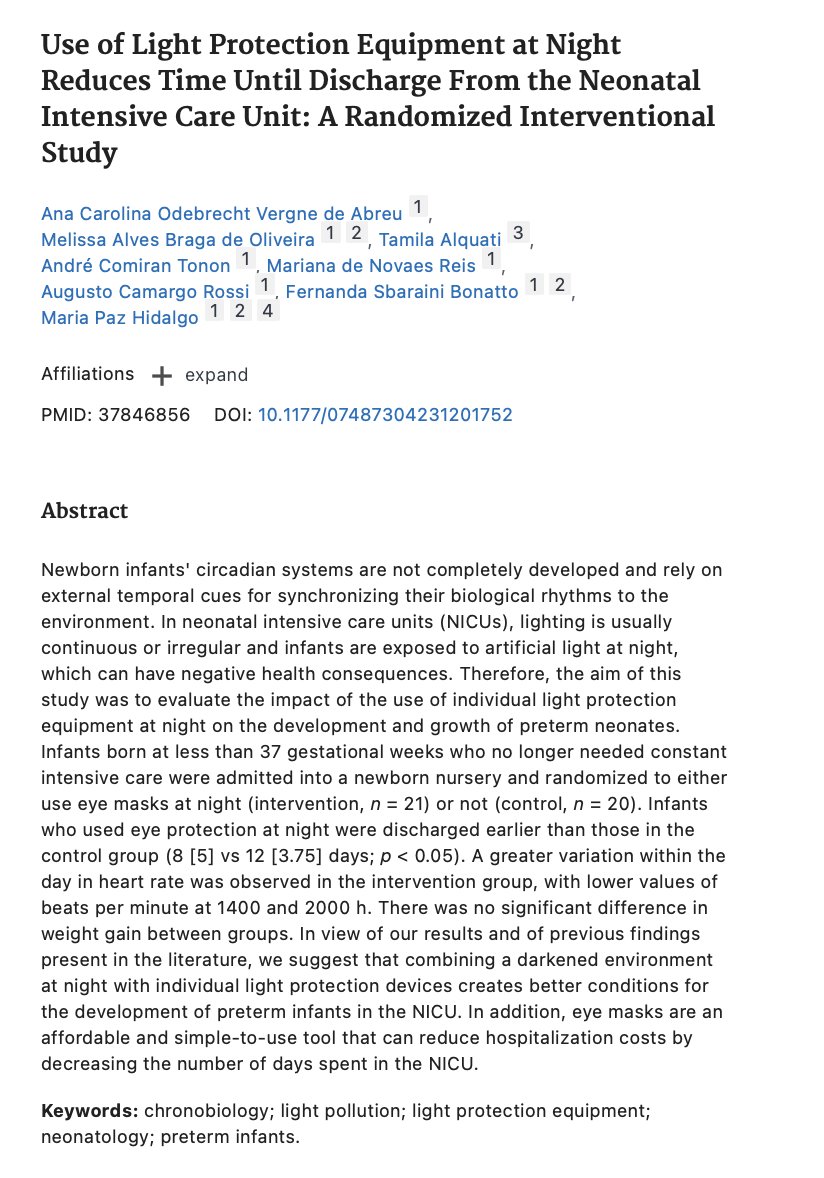 Use of Light Protection Equipment at Night
Reduces Time Until Discharge From the Neonatal
Intensive Care Unit: A Randomized Interventional
Study
Ana Carolina Odebrecht Vergne de Abreu 1,
Melissa Alves Braga de Oliveira 1 2, Tamila Alquati 3,
André Comiran Tonon 1, Mariana de Novaes Reis 1,
Augusto Camargo Rossi 1, Fernanda Sbaraini Bonatto 1 2,
Maria Paz Hidalgo 1 2 4
Affiliations + expand
PMID: 37846856 DOI: 10.1177/07487304231201752
Abstract
Newborn infants' circadian systems are not completely developed and rely on
external temporal cues for synchronizing their biological rhythms to the
environment. In neonatal intensive care units (NICUs), lighting is usually
continuous or irregular and infants are exposed to artificial light at night,
which can have negative health consequences. Therefore, the aim of this
study was to evaluate the impact of the use of individual light protection
equipment at night on the development and growth of preterm neonates.
Infants born at less than 37 gestational weeks who no longer needed constant
intensive care were admitted into a newborn nursery and randomized to either
use eye masks at night (intervention, n = 21) or not (control, n = 20). Infants
who used eye protection at night were discharged earlier than those in the
control group (8 [5] vs 12 [3.75] days; p < 0.05). A greater variation within the
day in heart rate was observed in the intervention group, with lower values of
beats per minute at 1400 and 2000 h. There was no significant difference in
weight gain between groups. In view of our results and of previous findings
present in the literature, we suggest that combining a darkened environment
at night with individual light protection devices creates better conditions for
the development of preterm infants in the NICU. In addition, eye masks are an
affordable and simple-to-use tool that can reduce hospitalization costs by
decreasing the number of days spent in the NICU.
Keywords: chronobiology; light pollution; light protection equipment;
neonatology; preterm infants.